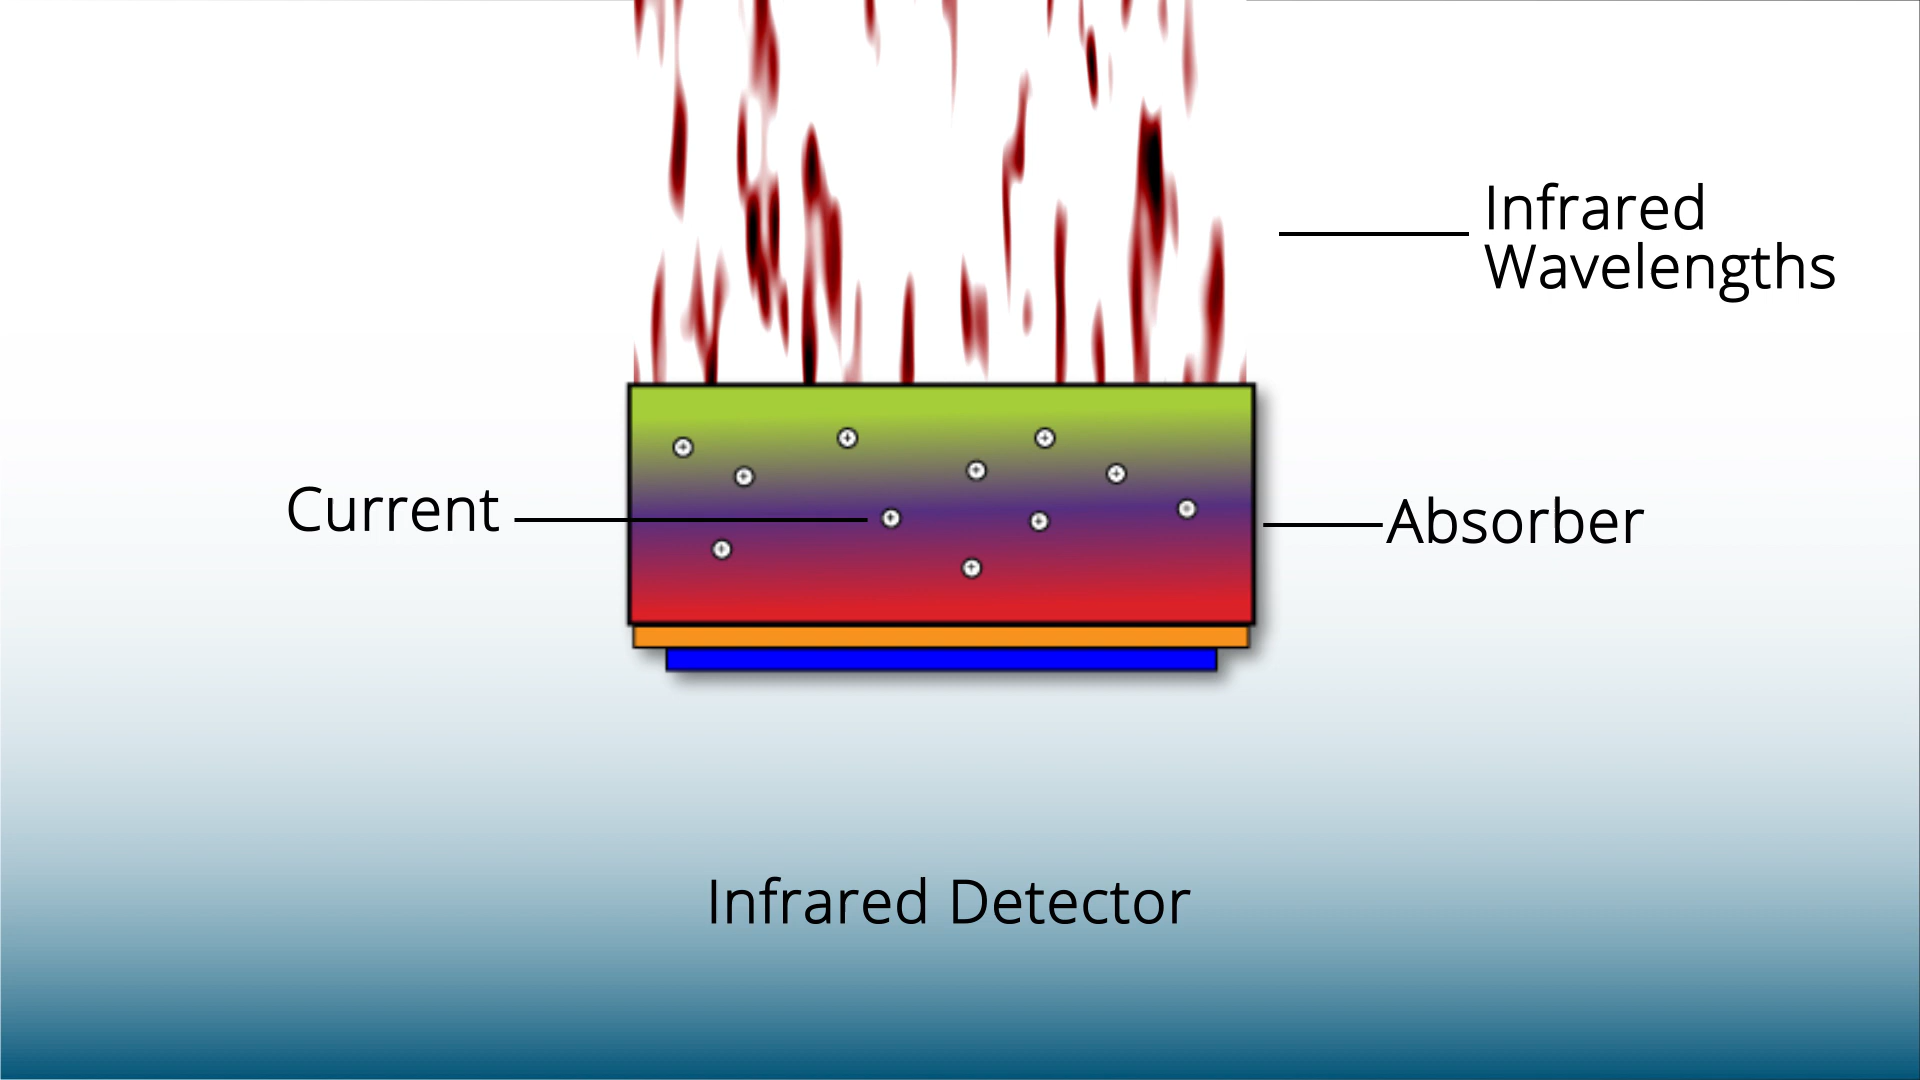 Infrared
Wavelengths
Current
Absorber
Infrared Detector